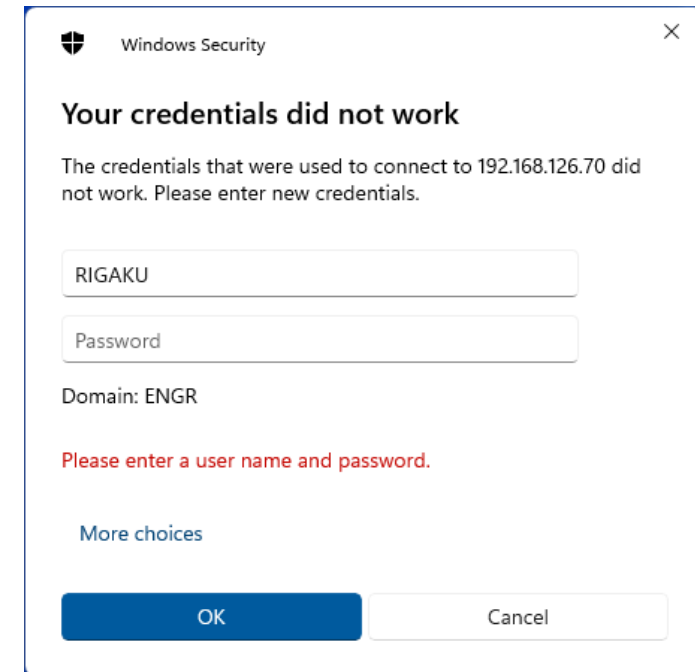 Windows Security
Your credentials did not work
The credentials that were used to connect to 192.168.126.70 did
not work. Please enter new credentials.
RIGAKU
Password
Domain: ENGR
Please enter a user name and password.
More choices
OK
Cancel